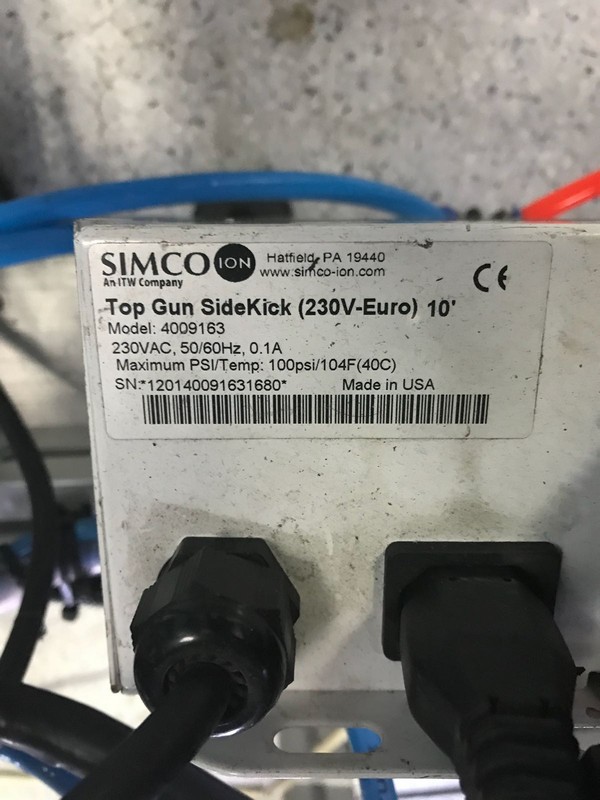 SIMCO ION
An ITW Company
Hatfield, PA 19440
www.simco-ion.com
CE
Top Gun SideKick (230V-Euro) 10'
Model: 4009163
230VAC, 50/60Hz, 0.1A
Maximum PSI/Temp: 100psi/104F(40C)
SN:*120140091631680* Made in USA